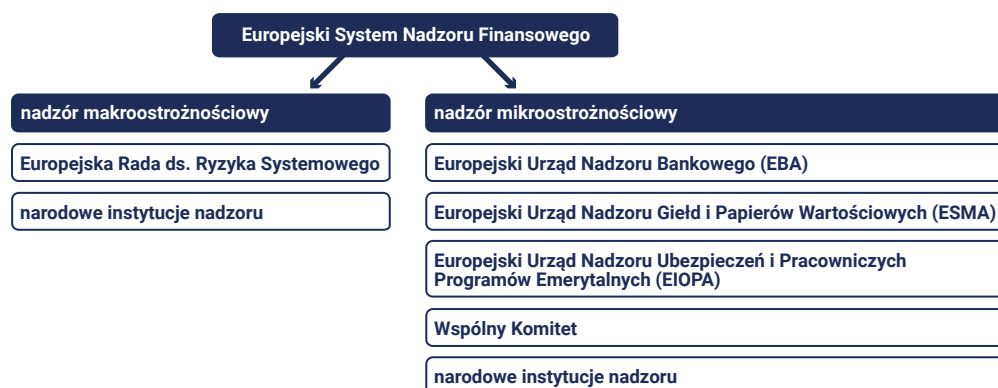 Europejski System Nadzoru Finansowego
nadzór makroostrożnościowy
Europejska Rada ds. Ryzyka Systemowego
narodowe instytucje nadzoru
nadzór mikroostrożnościowy
Europejski Urząd Nadzoru Bankowego (EBA)
Europejski Urząd Nadzoru Giełd i Papierów Wartościowych (ESMA)
Europejski Urząd Nadzoru Ubezpieczeń i Pracowniczych
Programów Emerytalnych (EIOPA)
Wspólny Komitet
narodowe instytucje nadzoru